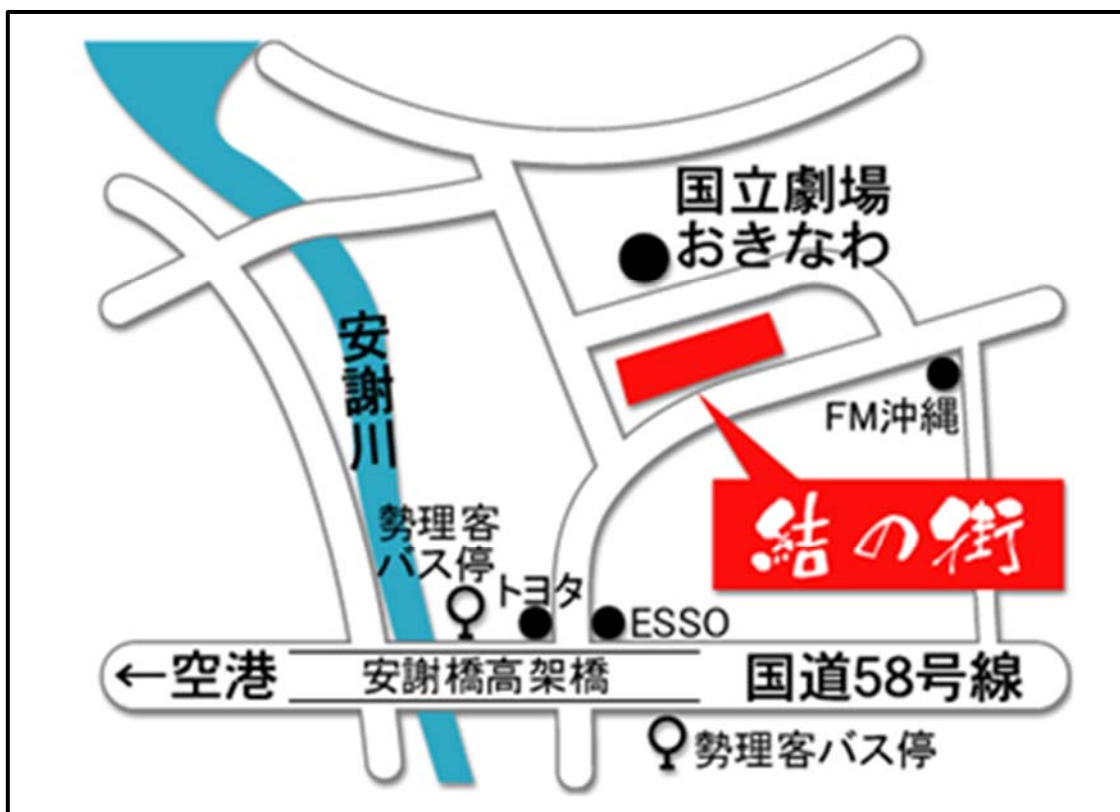 国立劇場
おきなわ
安謝川
FM沖縄
結の街
勢理客
バス停
トヨタ
ESSO
←空港
安謝橋高架橋
国道58号線
勢理客バス停